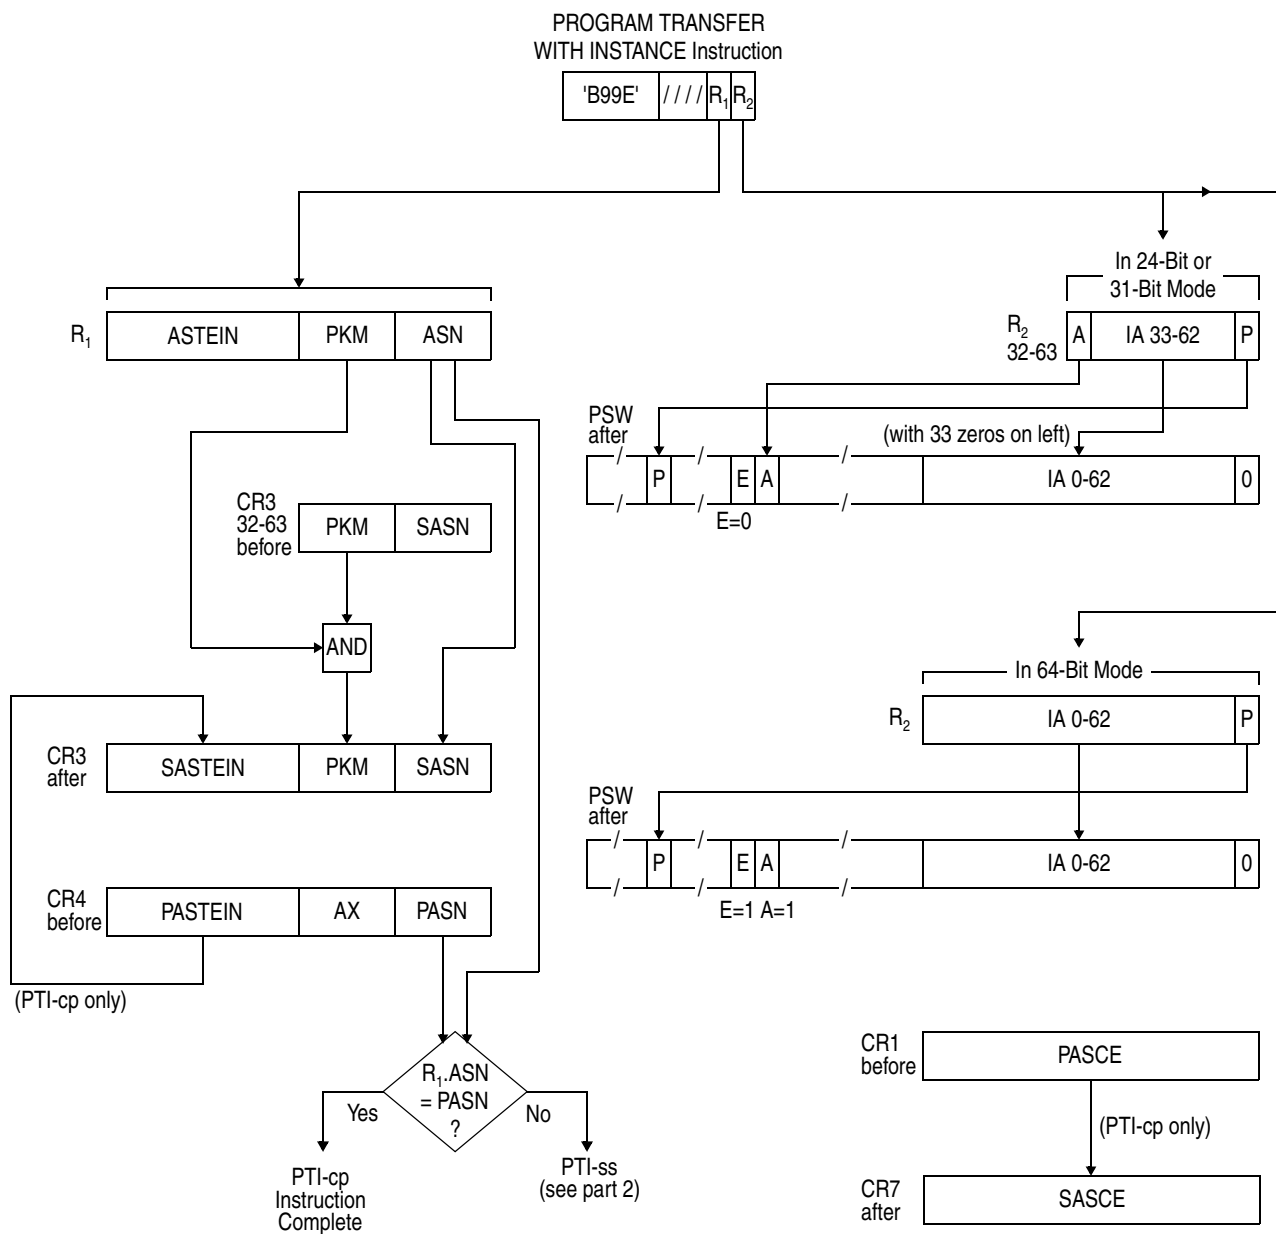 PROGRAM TRANSFER
WITH INSTANCE Instruction
'B99E' //// R1 R2
In 24-Bit or
31-Bit Mode
R1 ASTEIN PKM ASN
R2
32-63
A IA 33-62 P
PSW
after
(with 33 zeros on left)
P E A IA 0-62 0
E=0
CR3
32-63
before
PKM SASN
AND
In 64-Bit Mode
R2 IA 0-62 P
CR3
after
SASTEIN PKM SASN
PSW
after
P E A IA 0-62 0
E=1 A=1
CR4
before
PASTEIN AX PASN
(PTI-cp only)
R1.ASN
= PASN
?
Yes
No
PTI-cp
Instruction
Complete
PTI-ss
(see part 2)
CR1
before
PASCE
(PTI-cp only)
CR7
after
SASCE